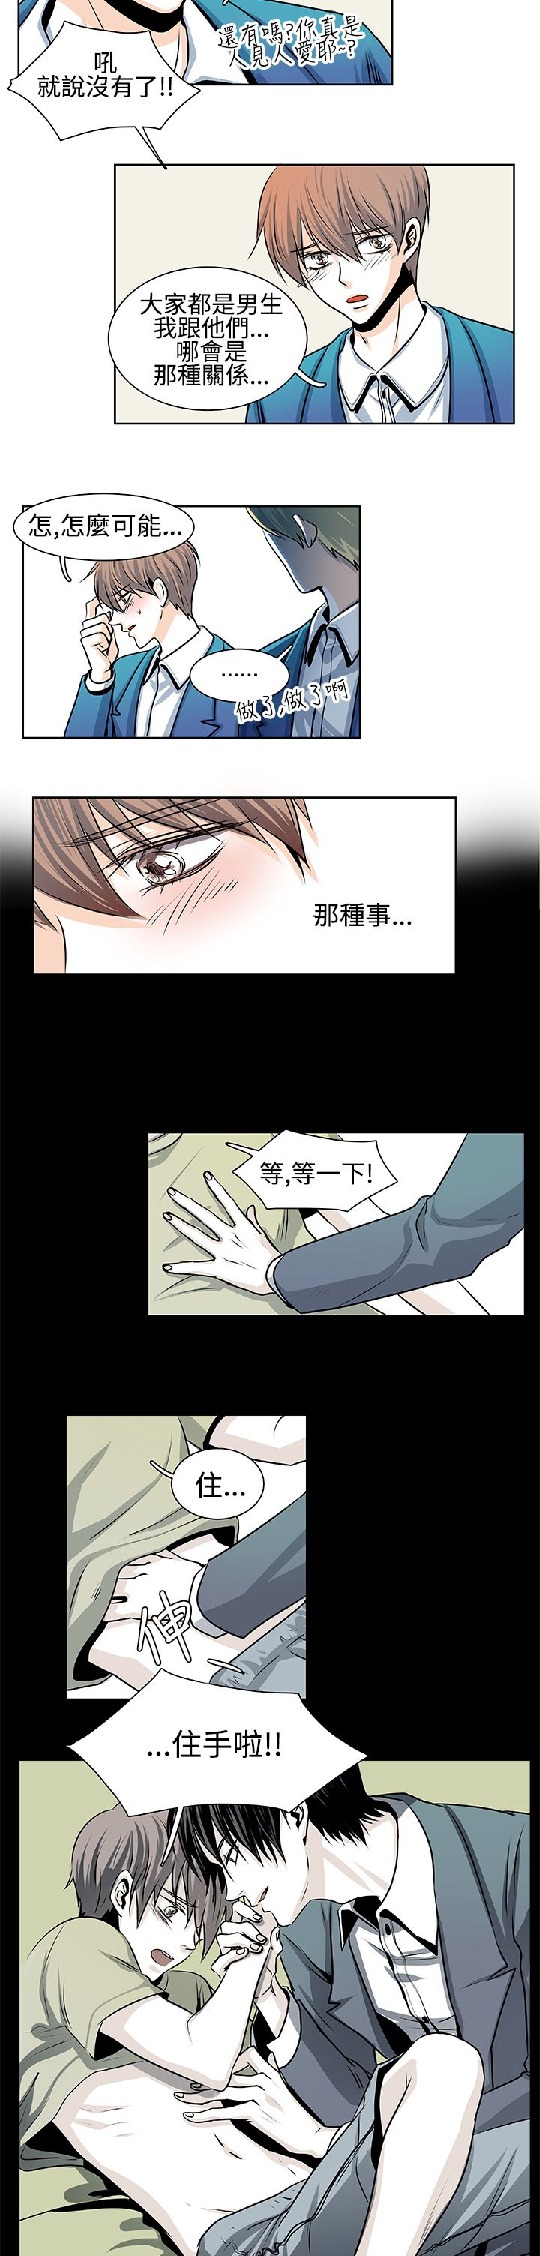 還有嗎?你真是
人見人愛耶~?
吼
就說沒有了!!
大家都是男生
我跟他們...
哪會是
那種關係...
怎,怎麼可能...
......
做了,做了啊
那種事...
等,等一下!
住...
伸
...住手啦!!